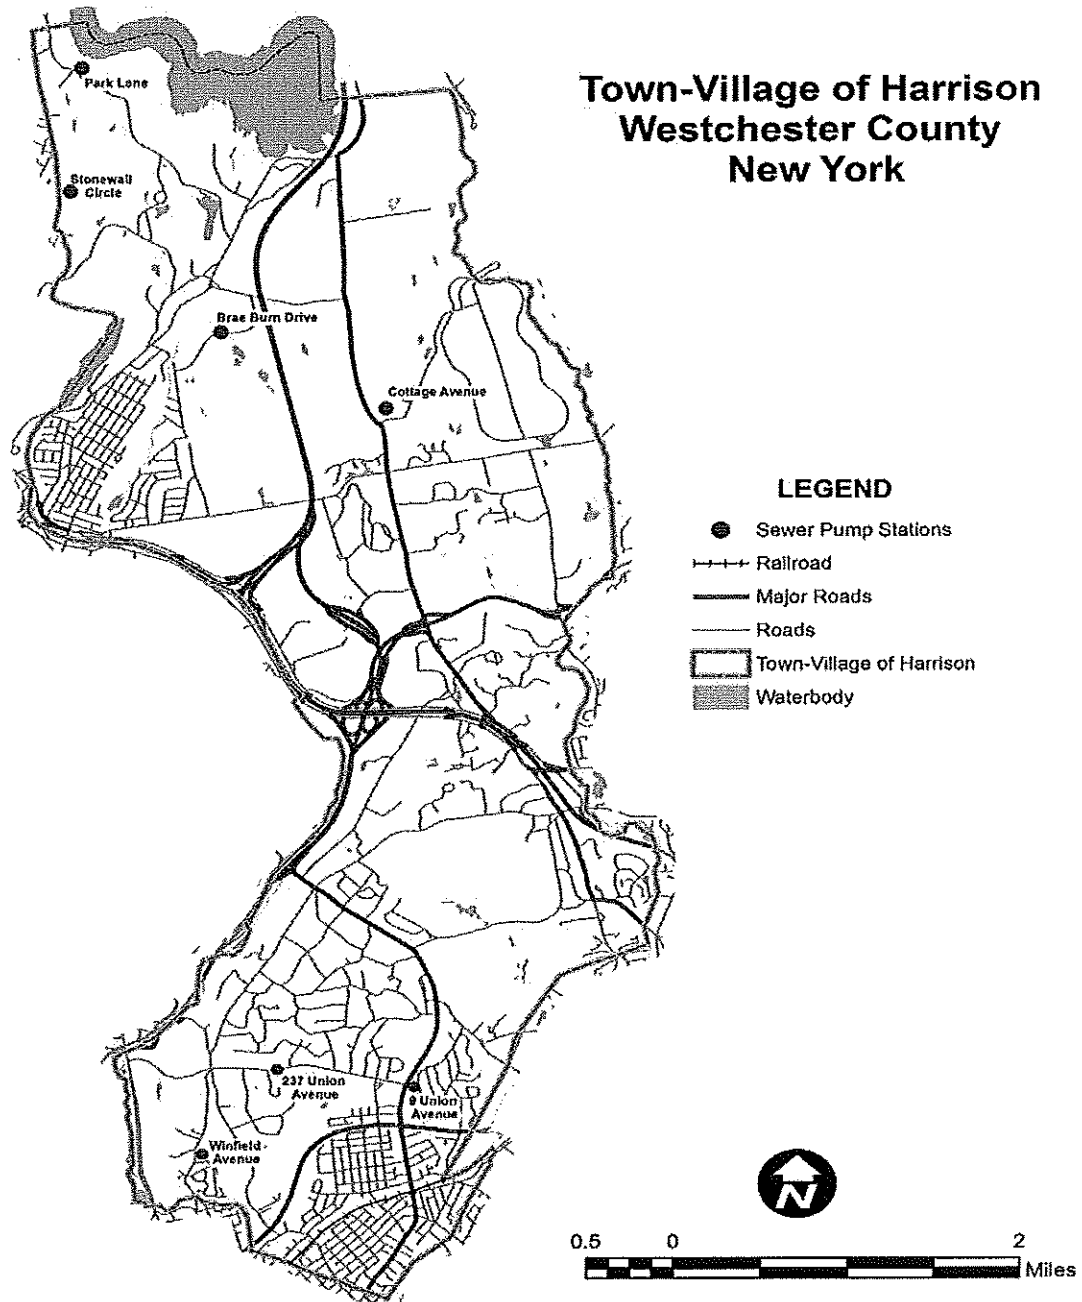 Town-Village of Harrison
Westchester County
New York
Park Lane
Stonewall
Circle
Brae Burn Drive
Cottage Avenue
LEGEND
Sewer Pump Stations
Railroad
Major Roads
Roads
Town-Village of Harrison
Waterbody
237 Union
Avenue
9 Union
Avenue
Winfield
Avenue
N
0.5 0 2
Miles